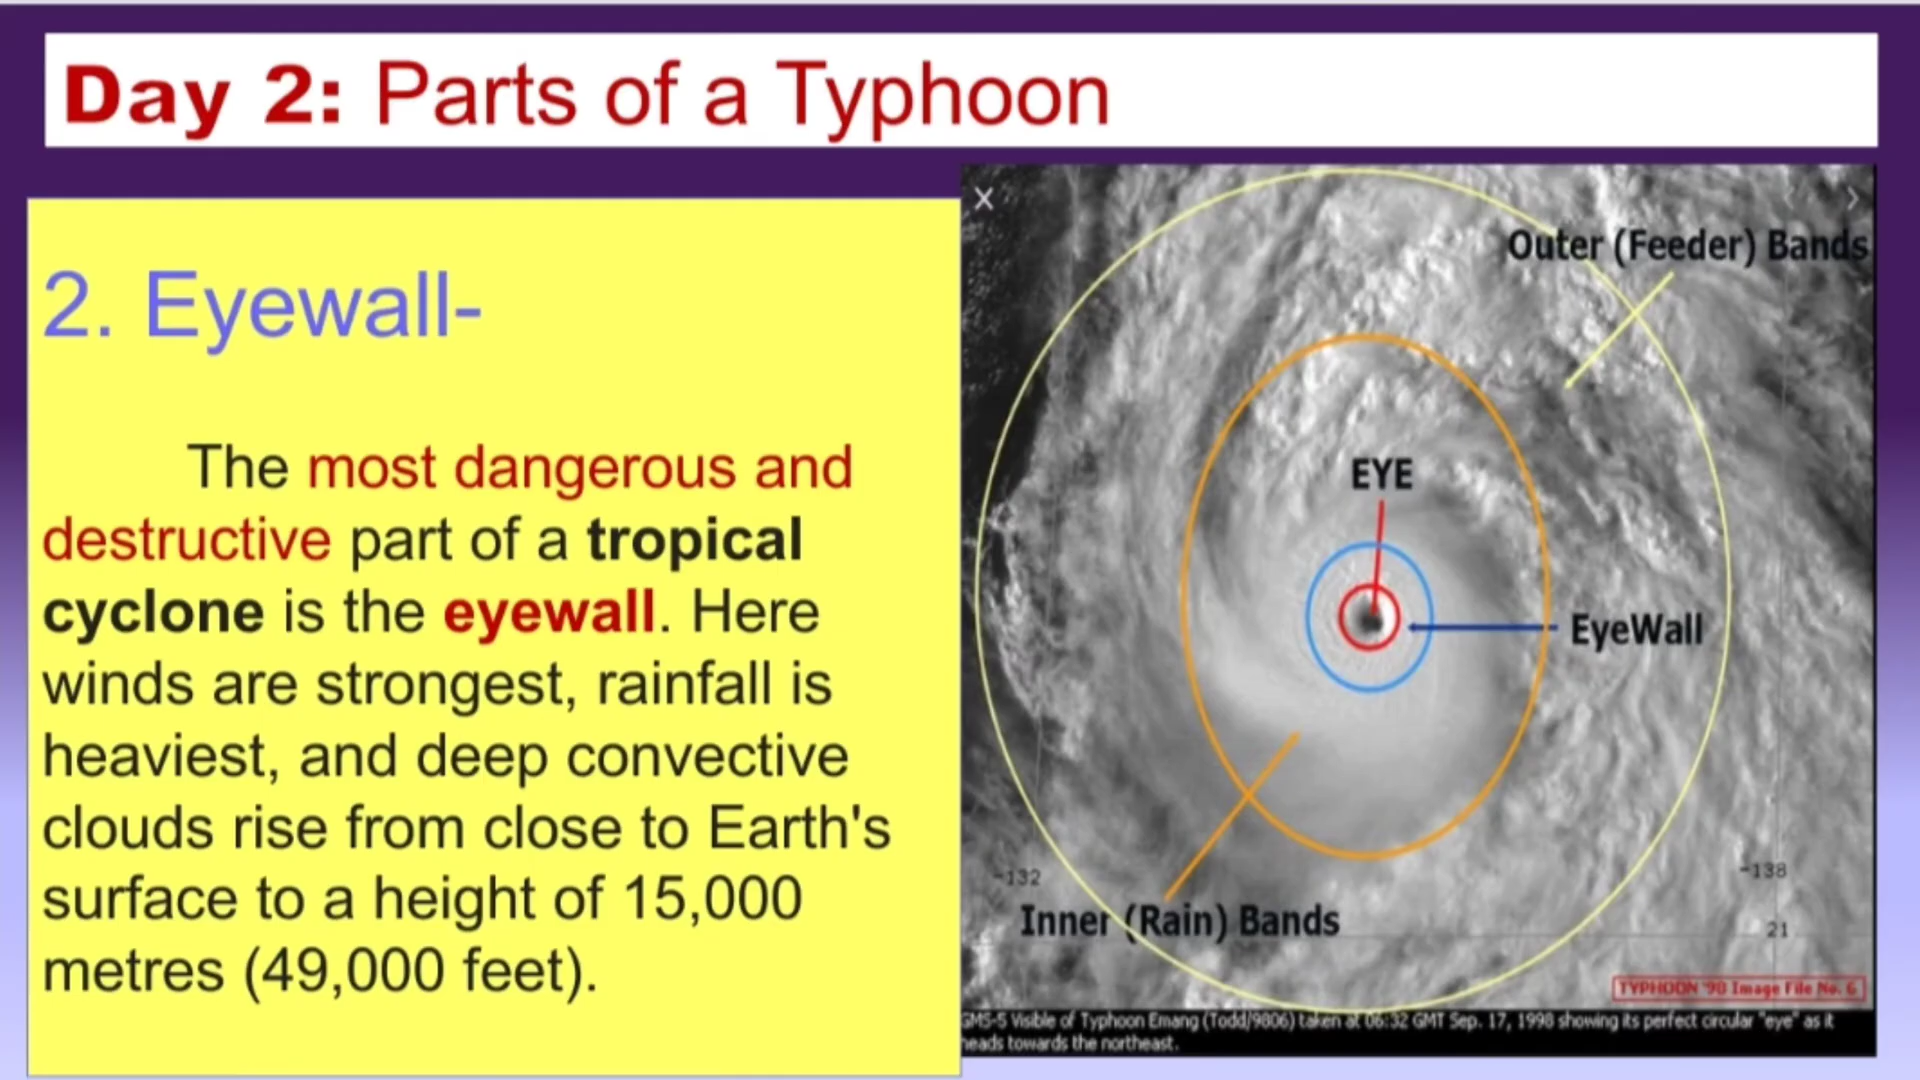 Day 2: Parts of a Typhoon
2. Eyewall-
The most dangerous and
destructive part of a tropical
cyclone is the eyewall. Here
winds are strongest, rainfall is
heaviest, and deep convective
clouds rise from close to Earth's
surface to a height of 15,000
metres (49,000 feet).
Outer (Feeder) Bands
EYE
EyeWall
-132
-138
Inner (Rain) Bands
21
TYPHOON '98 Image File No. 6
GMS-5 Visible of Typhoon Emang (Todd/9806) taken at 06:32 GMT Sep. 17, 1998 showing its perfect circular "eye" as it
heads towards the northeast.